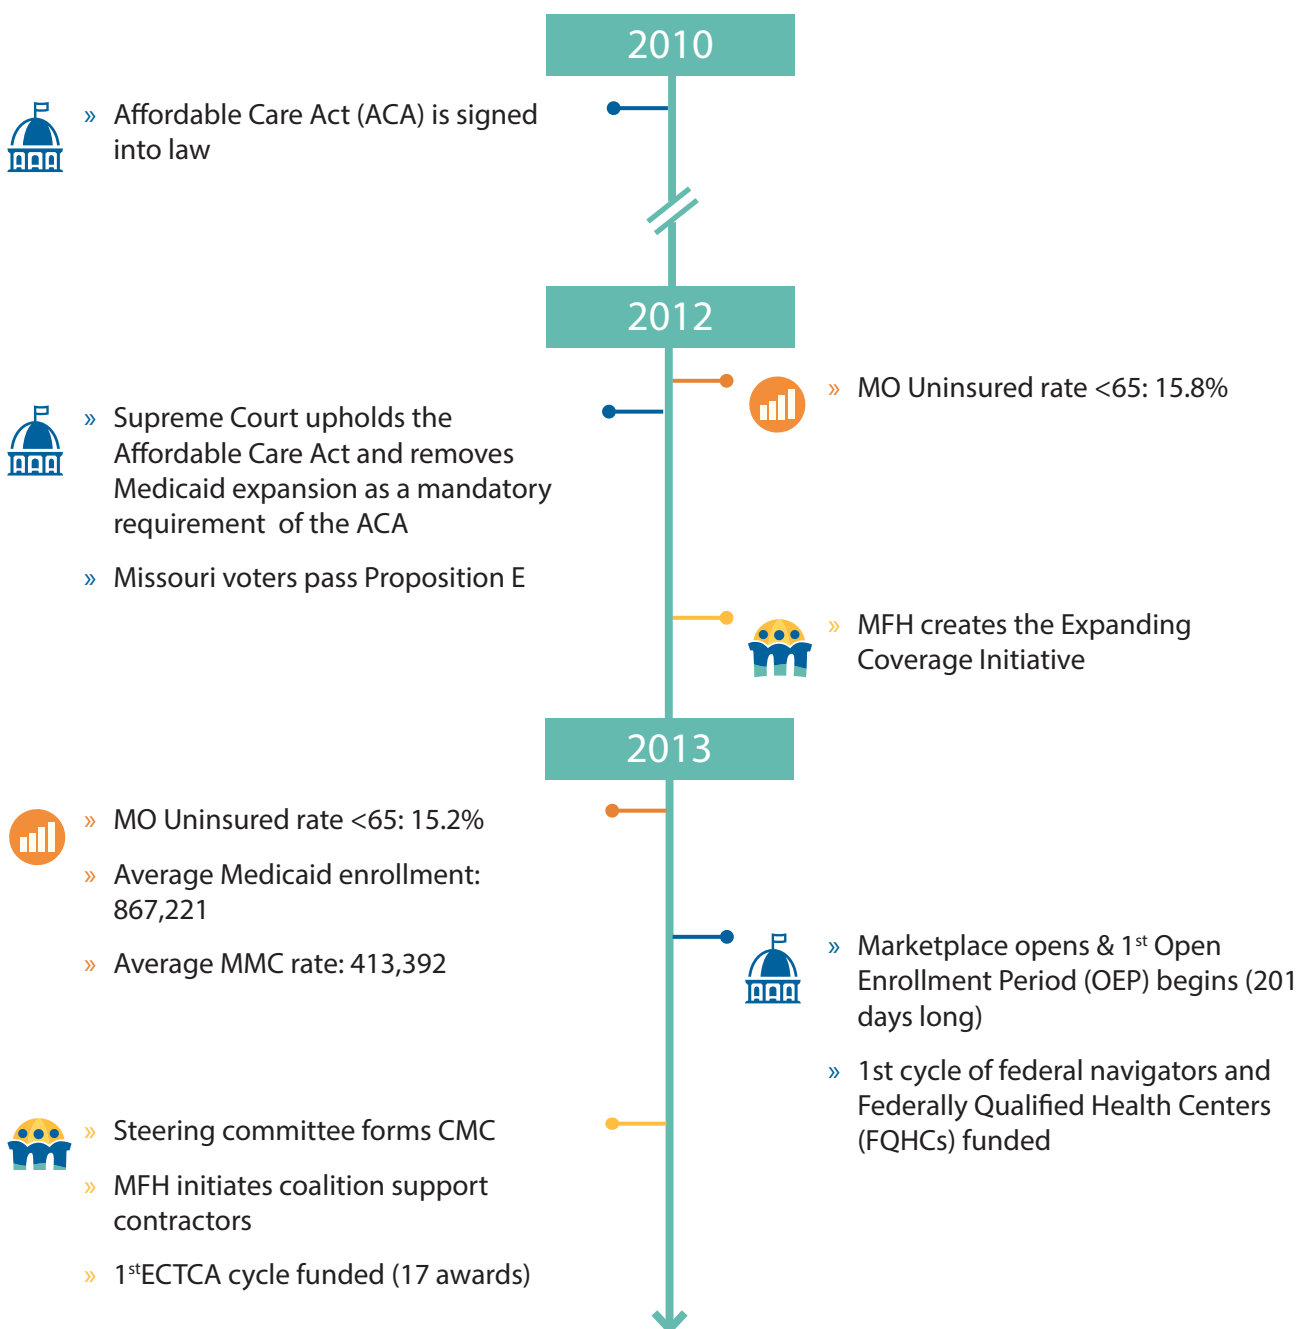 2010
» Affordable Care Act (ACA) is signed
into law
2012
» MO Uninsured rate <65: 15.8%
» Supreme Court upholds the
Affordable Care Act and removes
Medicaid expansion as a mandatory
requirement of the ACA
» Missouri voters pass Proposition E
» MFH creates the Expanding
Coverage Initiative
2013
» MO Uninsured rate <65: 15.2%
» Average Medicaid enrollment:
867,221
» Average MMC rate: 413,392
» Marketplace opens & 1st Open
Enrollment Period (OEP) begins (201
days long)
» 1st cycle of federal navigators and
Federally Qualified Health Centers
(FQHCs) funded
» Steering committee forms CMC
» MFH initiates coalition support
contractors
» 1stECTCA cycle funded (17 awards)